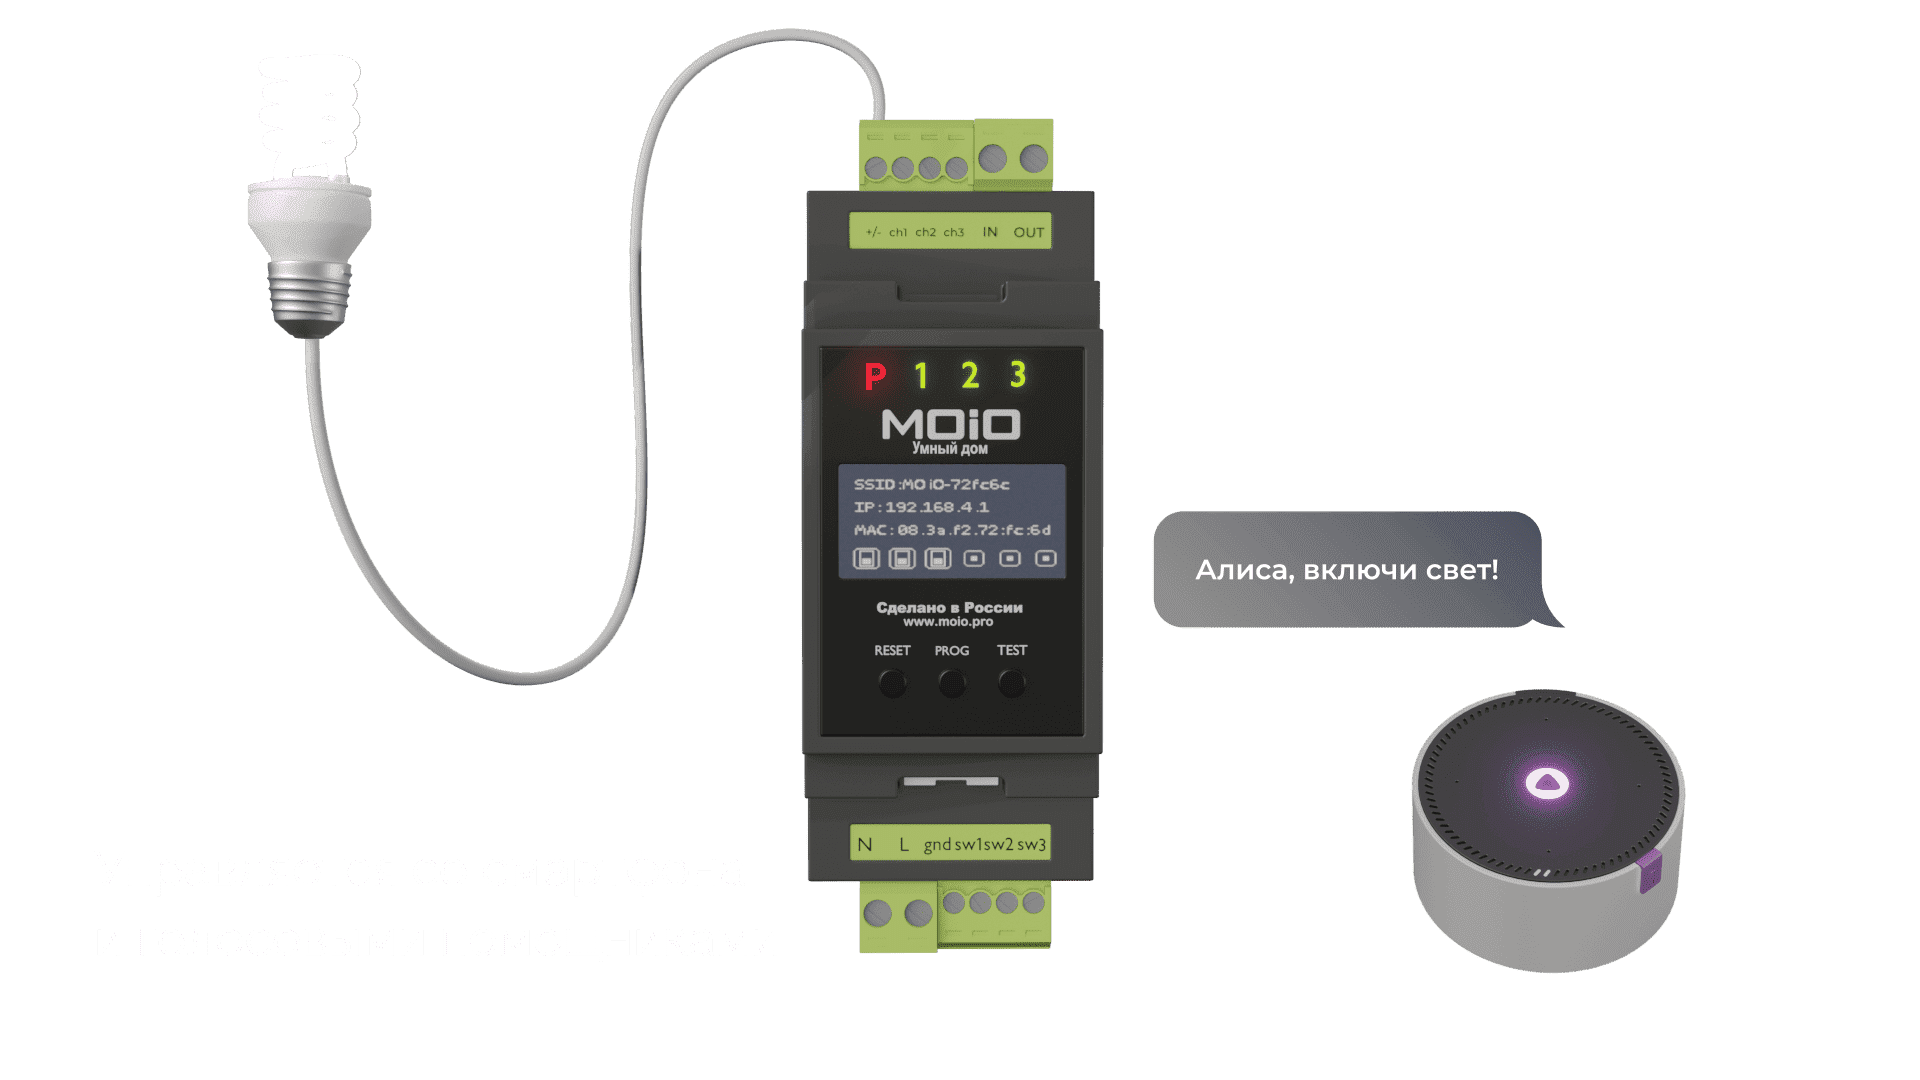 +/- ch1 ch2 ch3 IN OUT
P 1 2 3
MOiO
Умный дом
SSID:MOiO-72fc6c
IP:192.168.4.1
MAC:08.3a.f2.72:fc:6d
Сделано в России
www.moio.pro
RESET PROG TEST
N L gnd sw1 sw2 sw3
Алиса, включи свет!